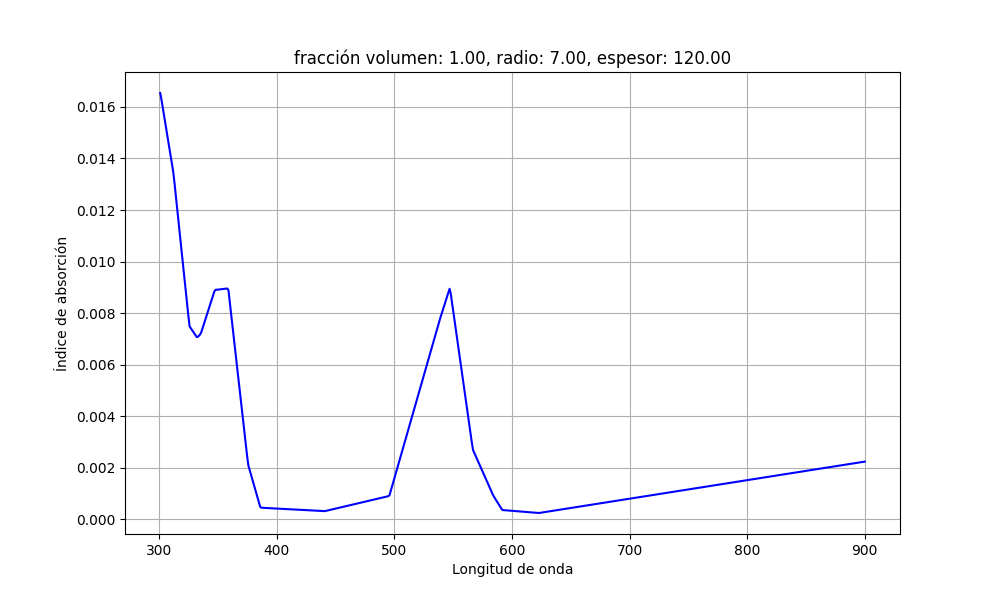 fracción volumen: 1.00, radio: 7.00, espesor: 120.00
Índice de absorción
0.016
0.014
0.012
0.010
0.008
0.006
0.004
0.002
0.000
300 400 500 600 700 800 900
Longitud de onda